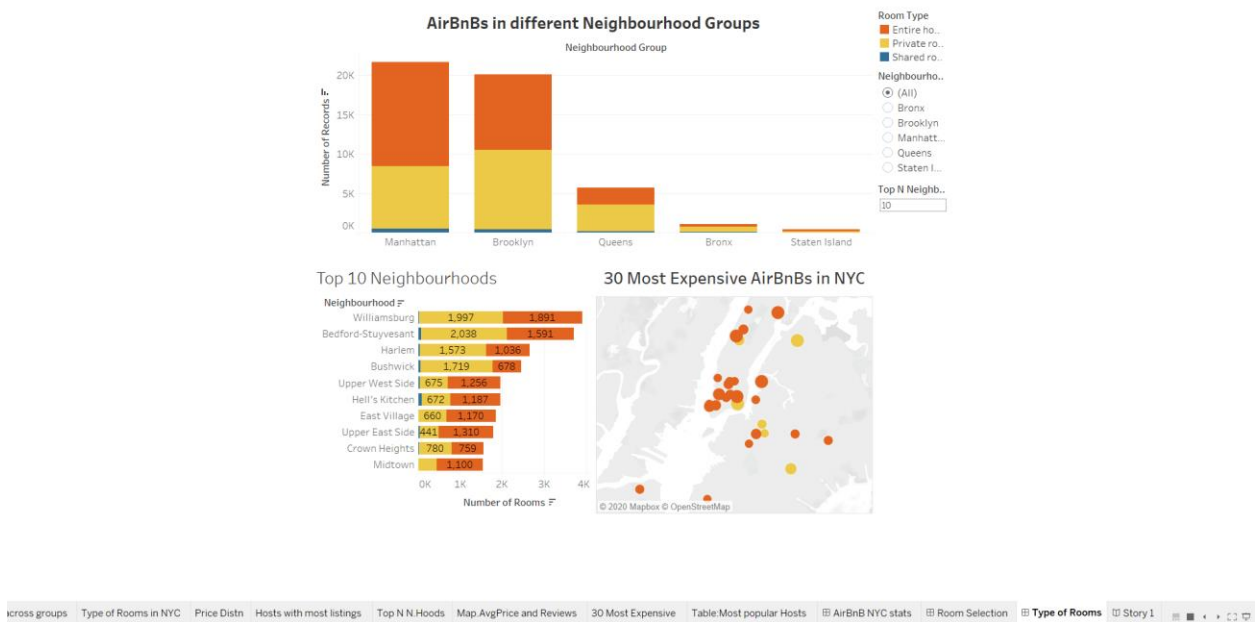 AirBnBs in different Neighbourhood Groups
Neighbourhood Group
Number of Records
20K
15K
10K
5K
0K
Manhattan Brooklyn Queens Bronx Staten Island
Room Type
Entire ho..
Private ro..
Shared ro..
Neighbourho..
(All)
Bronx
Brooklyn
Manhatt...
Queens
Staten I...
Top N Neighb..
10
Top 10 Neighbourhoods
Neighbourhood
Williamsburg 1,997 1,891
Bedford-Stuyvesant 2,038 1,591
Harlem 1,573 1,036
Bushwick 1,719 678
Upper West Side 675 1,256
Hell's Kitchen 672 1,187
East Village 660 1,170
Upper East Side 441 1,310
Crown Heights 780 759
Midtown 1,100
0K 1K 2K 3K 4K
Number of Rooms
30 Most Expensive AirBnBs in NYC
© 2020 Mapbox © OpenStreetMap
across groups Type of Rooms in NYC Price Distn Hosts with most listings Top N N.Hoods Map.AvgPrice and Reviews 30 Most Expensive Table:Most popular Hosts AirBnB NYC stats Room Selection Type of Rooms Story 1